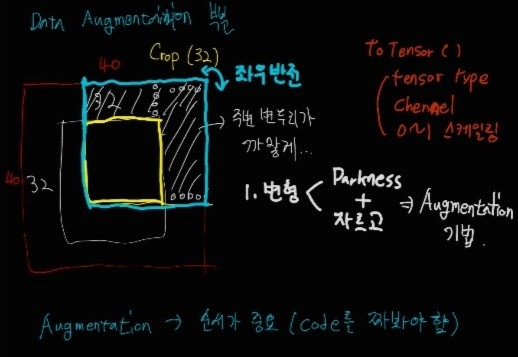 Data Augmentation 부분
40
Crop (32)
좌우반전
32
0000
주변 변두리가
까맣게...
40
32
0000
To Tensor ( )
tensor type
Chennel
0~1 스케일링
1. 변형
Darkness
+
자르고
⇒ Augmentation
기법
Augmentation → 순서가 중요 (code를 짜봐야 함)